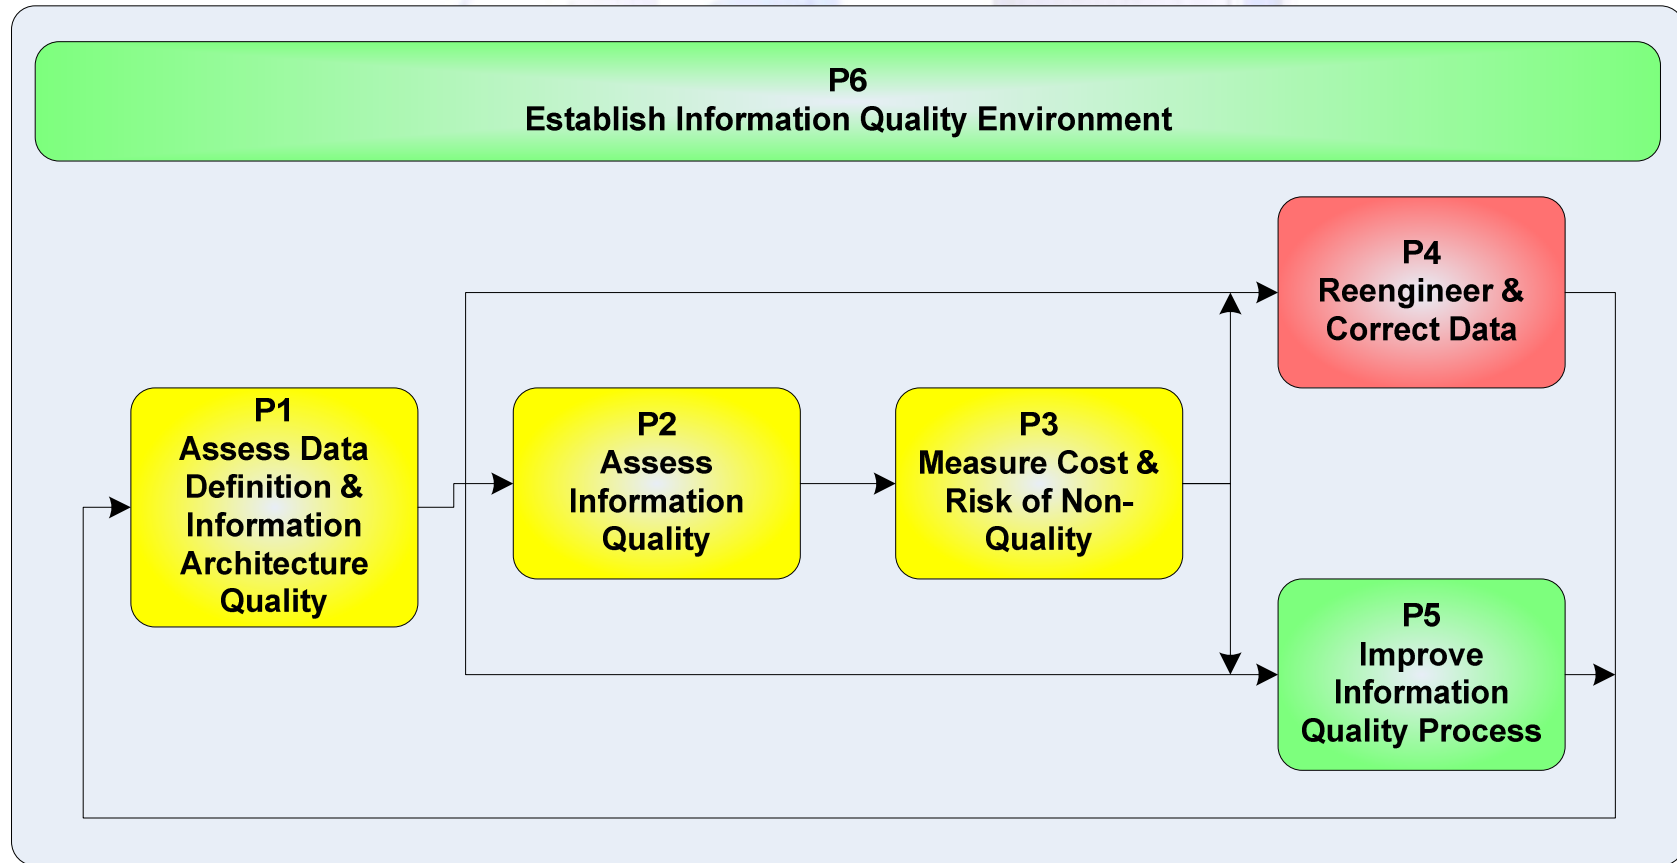 P6
Establish Information Quality Environment
P4
Reengineer &
Correct Data
P1
Assess Data
Definition &
Information
Architecture
Quality
P2
Assess
Information
Quality
P3
Measure Cost &
Risk of Non-
Quality
P5
Improve
Information
Quality Process